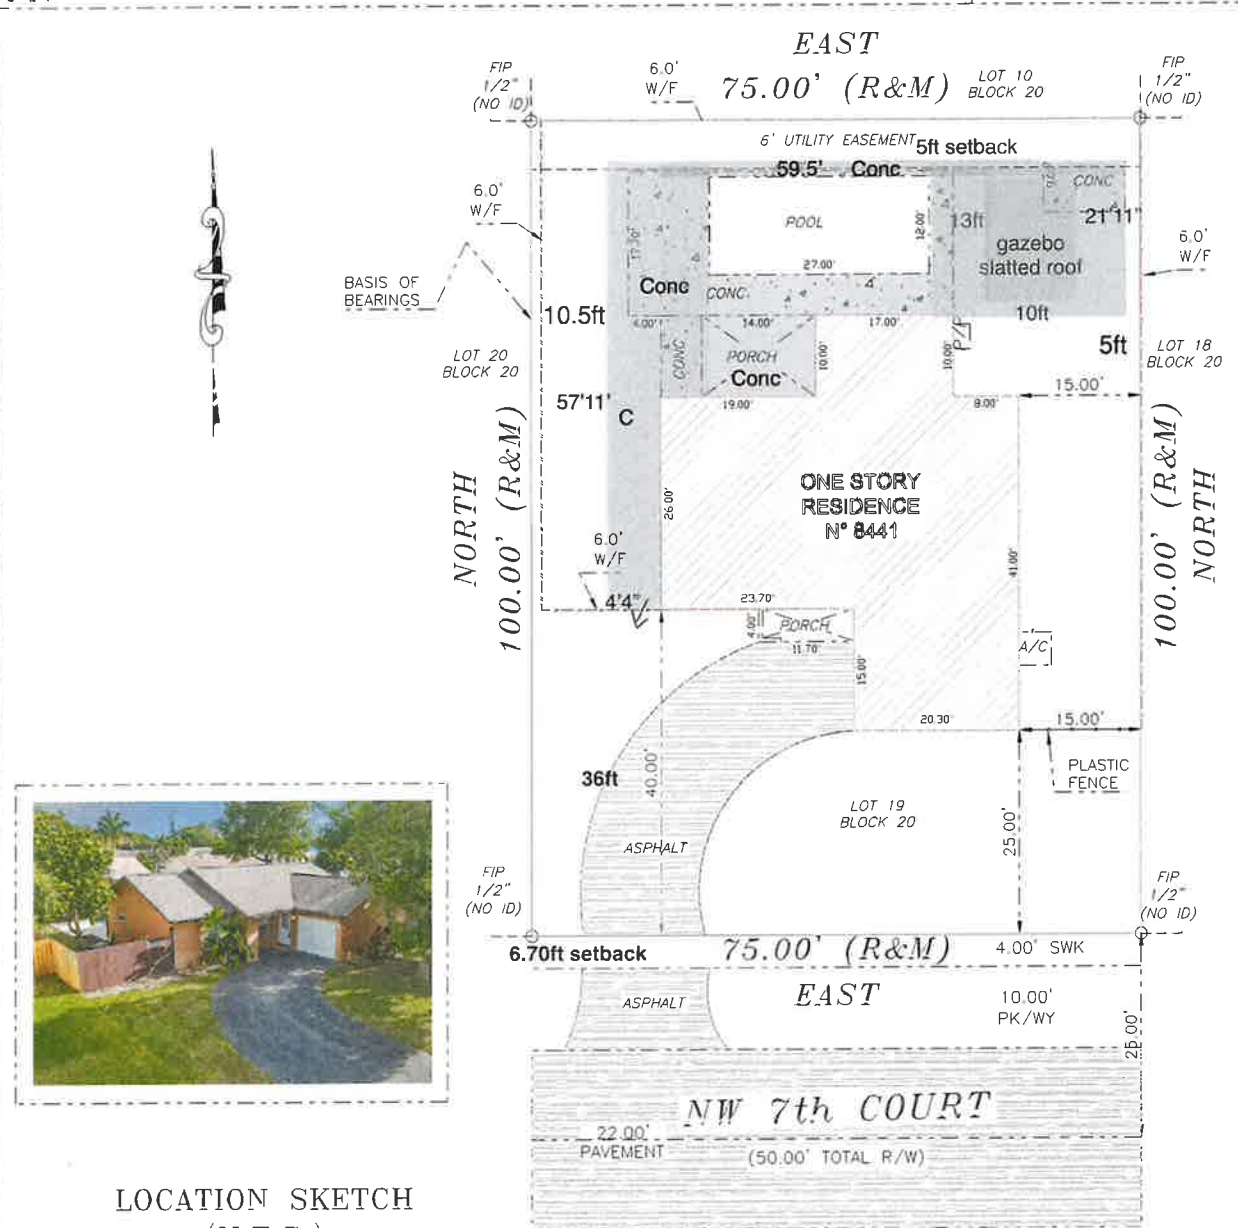 EAST
75.00' (R&M)
LOT 10
BLOCK 20
FIP
1/2"
(NO ID)
6.0'
W/F
FIP
1/2"
(NO ID)
6' UTILITY EASEMENT
5ft setback
59.5' Conc
6.0'
W/F
POOL
12.00'
27.00'
17.30'
13ft
CONC
21'11"
gazebo
slatted roof
10ft
6.0'
W/F
BASIS OF
BEARINGS
10.5ft
Conc
CONC.
4.00'
14.00'
17.00'
P/P
5ft
LOT 20
BLOCK 20
LOT 18
BLOCK 20
CONC
PORCH
Conc
10.00'
10.00'
15.00'
57'11'
C
19.00'
8.00'
NORTH
100.00' (R&M)
100.00' (R&M)
NORTH
ONE STORY
RESIDENCE
N° 8441
26.00'
41.00'
6.0'
W/F
4'4"
23.70'
4.00'
PORCH
11.70'
15.00'
A/C
20.30'
15.00'
PLASTIC
FENCE
36ft
40.00'
25.00'
LOT 19
BLOCK 20
ASPHALT
FIP
1/2"
(NO ID)
FIP
1/2"
(NO ID)
6.70ft setback
75.00' (R&M)
4.00' SWK
ASPHALT
EAST
10.00'
PK/WY
25.00'
NW 7th COURT
22.00'
PAVEMENT
(50.00' TOTAL R/W)
LOCATION SKETCH